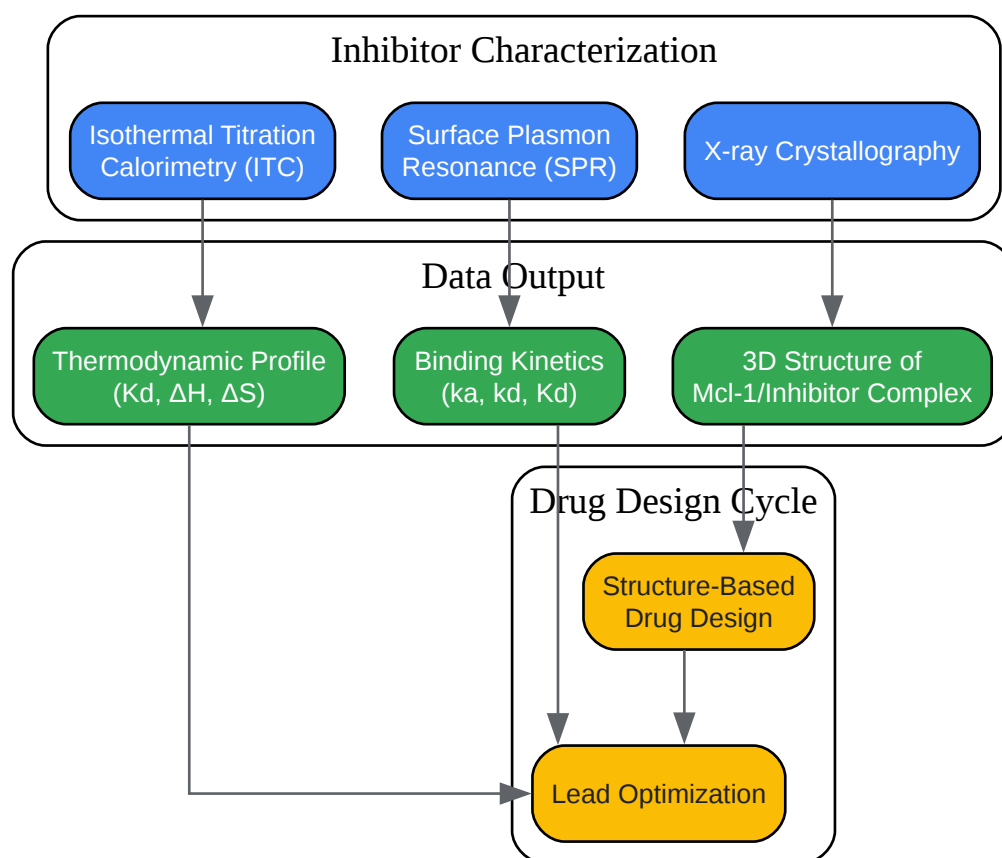 Inhibitor Characterization
Isothermal Titration
Calorimetry (ITC)
Surface Plasmon
Resonance (SPR)
X-ray Crystallography
Data Output
Thermodynamic Profile
(Kd, ΔH, ΔS)
Binding Kinetics
(ka, kd, Kd)
3D Structure of
Mcl-1/Inhibitor Complex
Drug Design Cycle
Structure-Based
Drug Design
Lead Optimization